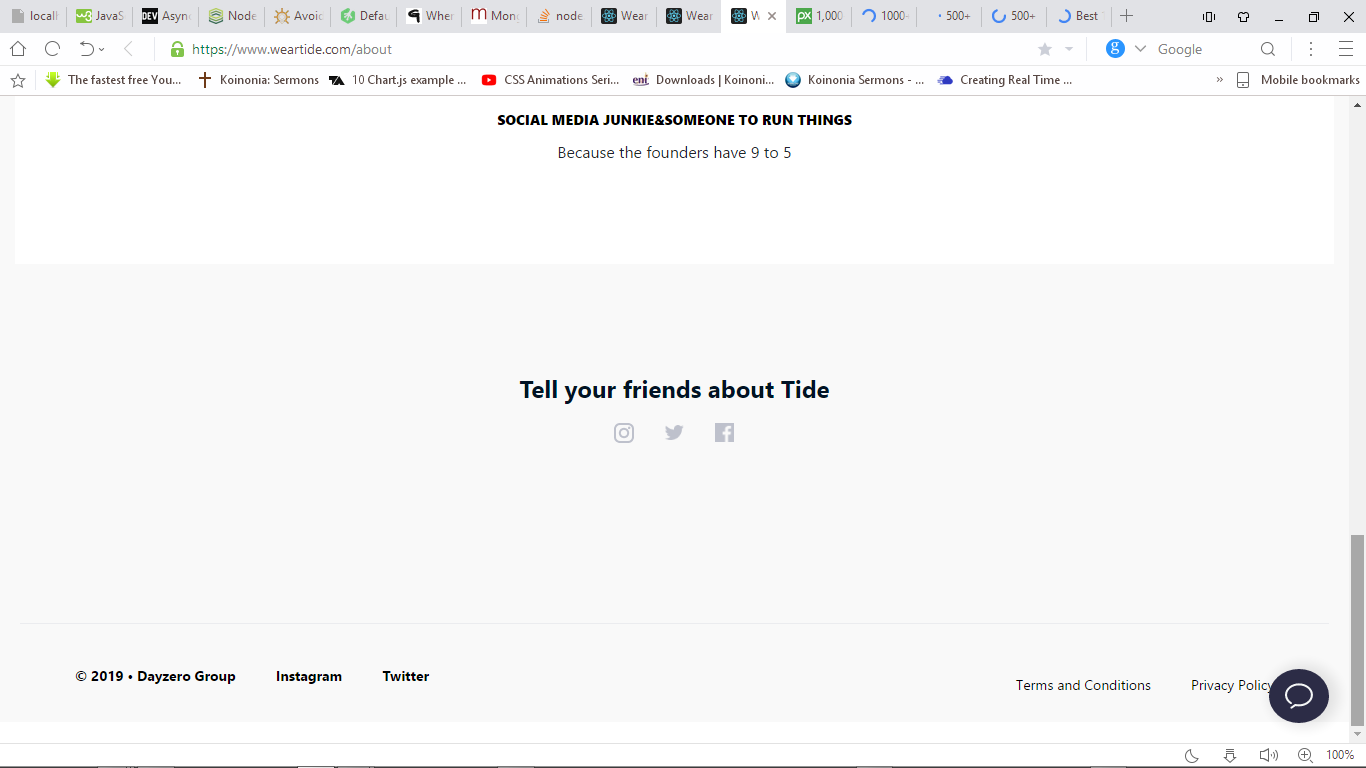 locall JavaS Async Node Avoid Defau Wher Mong node Wear Wear W 1,000 1000- 500+ 500+ Best
https://www.weartide.com/about
Google
The fastest free You... Koinonia: Sermons 10 Chart.js example ... CSS Animations Seri... Downloads | Koinoni... Koinonia Sermons - ... Creating Real Time ... » Mobile bookmarks
SOCIAL MEDIA JUNKIE&SOMEONE TO RUN THINGS
Because the founders have 9 to 5
Tell your friends about Tide
© 2019 • Dayzero Group Instagram Twitter
Terms and Conditions Privacy Policy
100%